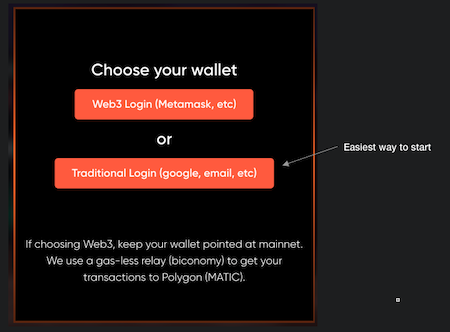 Choose your wallet
Web3 Login (Metamask, etc)
or
Traditional Login (google, email, etc)
Easiest way to start
If choosing Web3, keep your wallet pointed at mainnet.
We use a gas-less relay (biconomy) to get your
transactions to Polygon (MATIC).